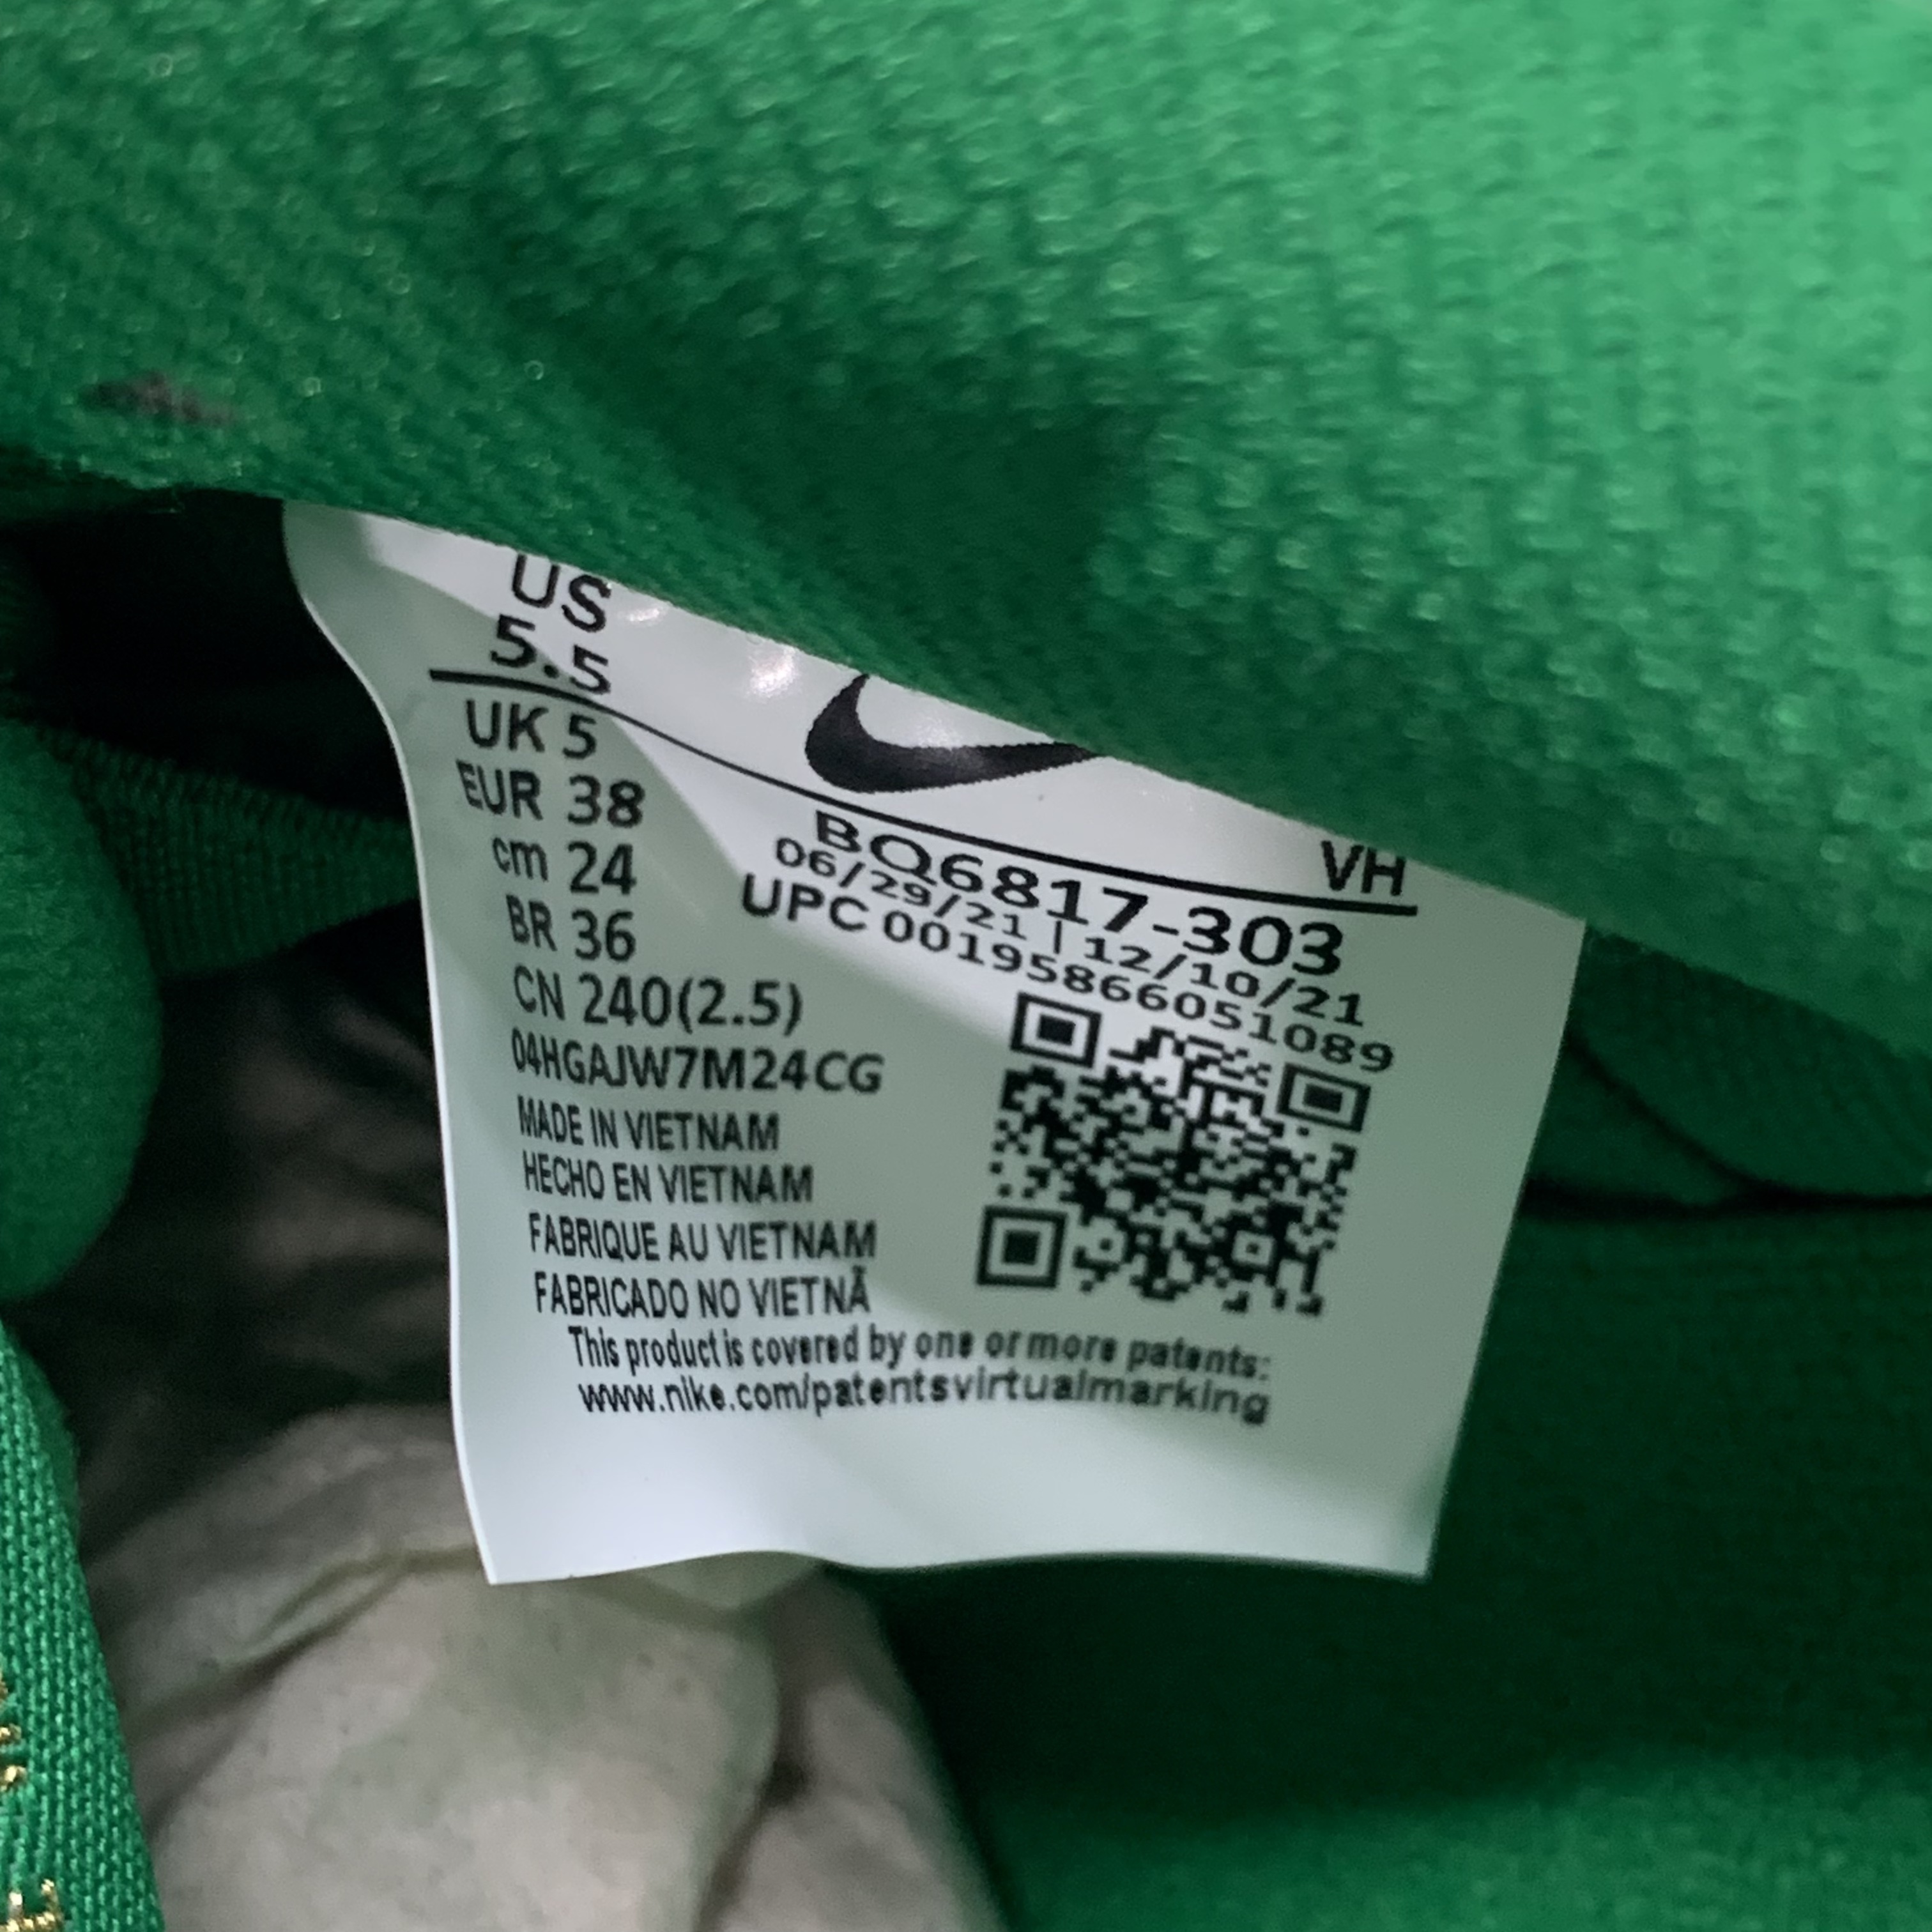 US
5.5
UK 5
EUR 38
cm 24
BR 36
CN 240(2.5)
04HGAJW7M24CG
MADE IN VIETNAM
HECHO EN VIETNAM
FABRIQUE AU VIETNAM
FABRICADO NO VIETNÃ
VH
BQ6817-303
06/29/21 | 12/10/21
UPC 00195866051089
This product is covered by one or more patents:
www.nike.com/patentsvirtualmarking